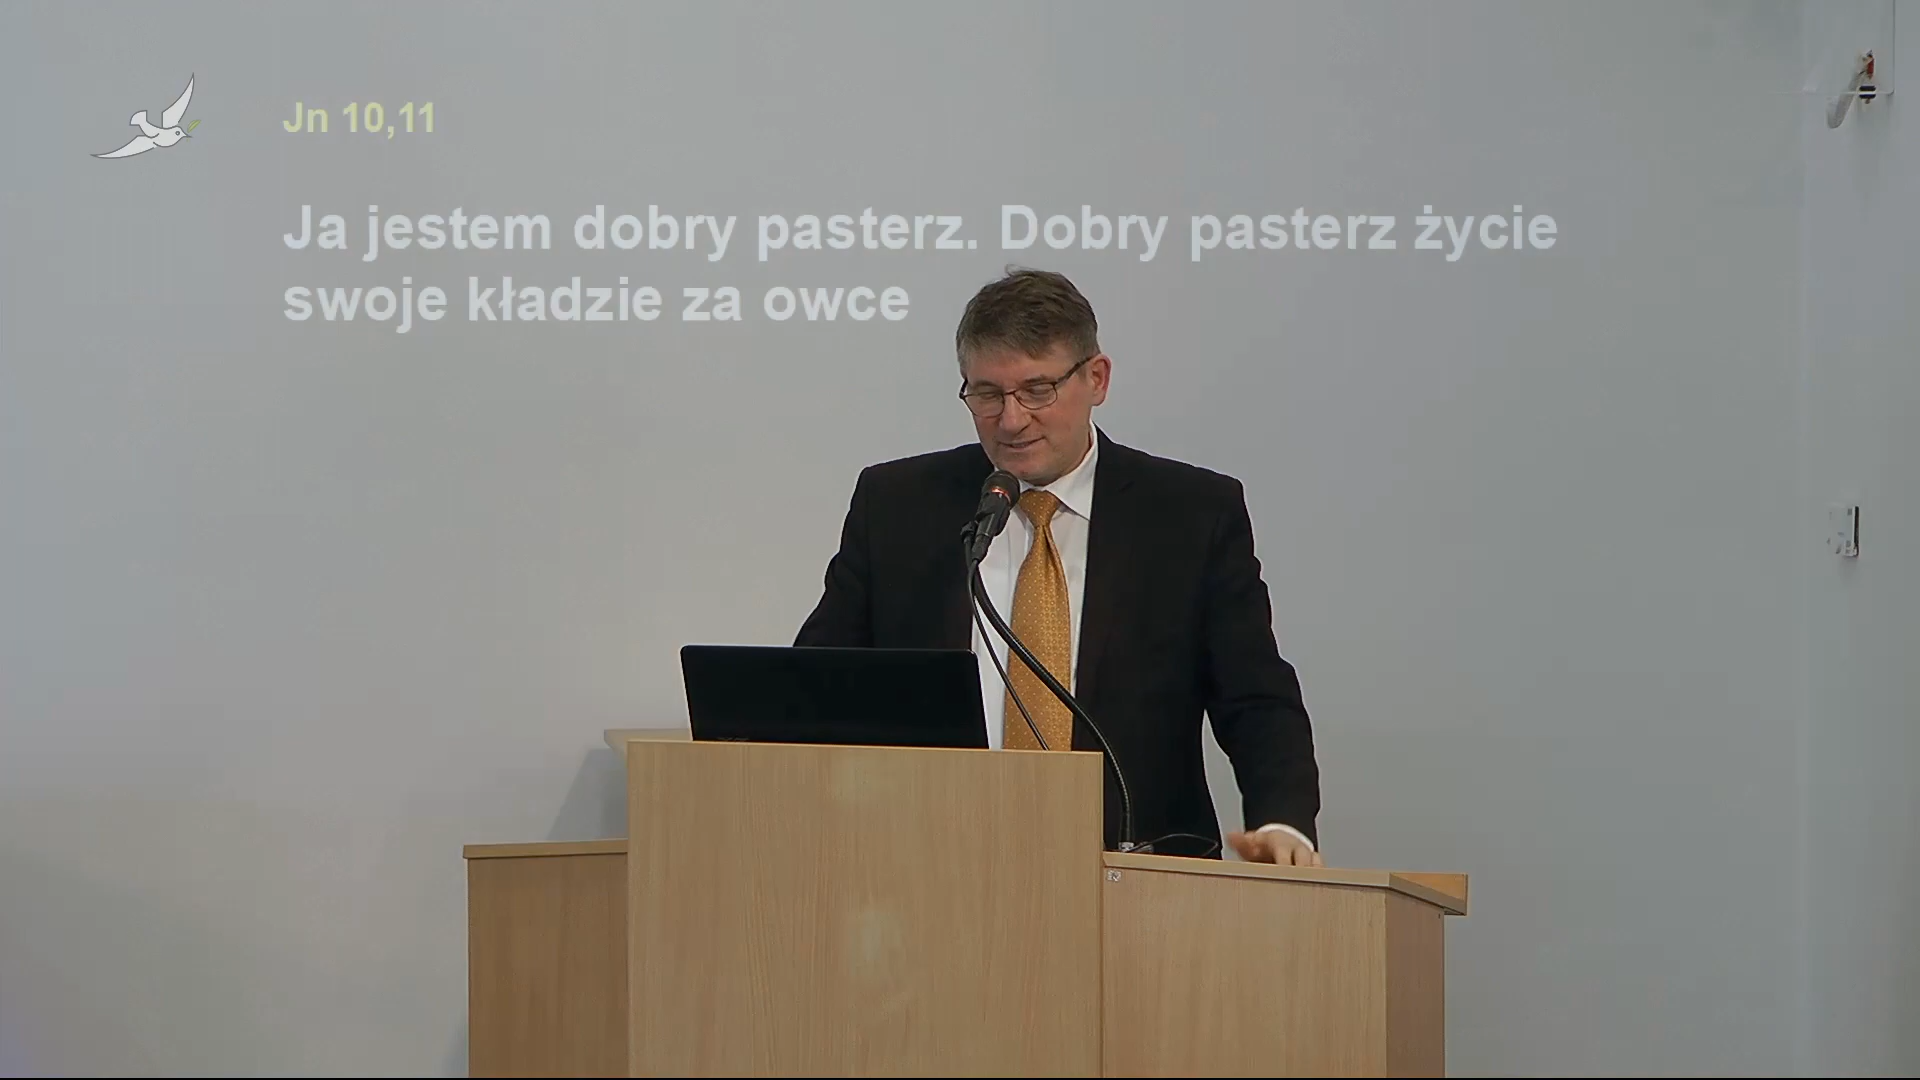 Jn 10,11
Ja jestem dobry pasterz. Dobry pasterz życie
swoje kładzie za owce